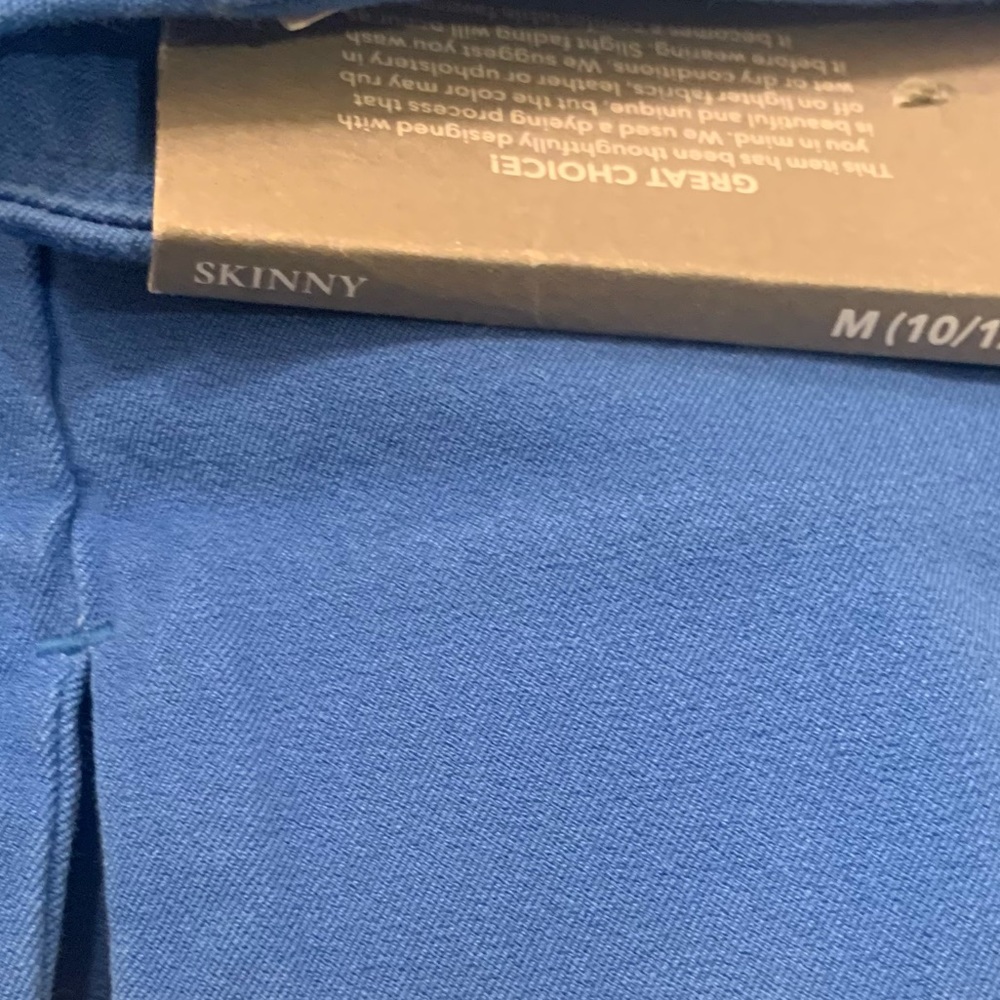 GREAT CHOICE!
This item has been thoughtfully designed with
you in mind. We used a dyeing process that
is beautiful and unique, but the color may rub
off on lighter fabrics, leather or upholstery in
wet or dry conditions. We suggest you wash
it before wearing. Slight fading will
it becomes
SKINNY
M (10/1